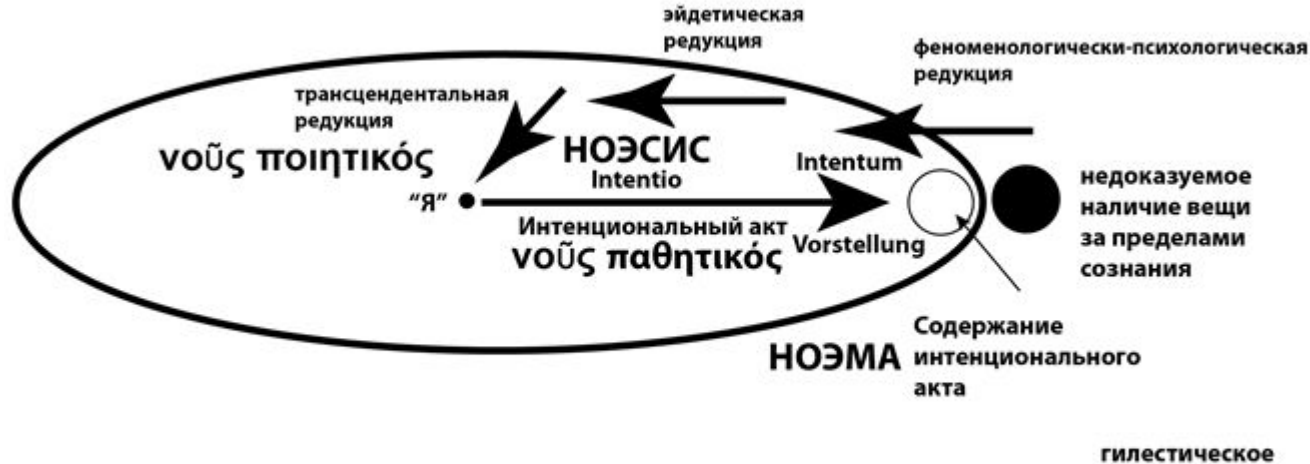 эйдетическая
редукция
феноменологически-психологическая
редукция
трансцендентальная
редукция
νοῦς ποιητικός
НОЭСИС
Intentio
Intentum
"Я"
Интенциональный акт
νοῦς παθητικός
Vorstellung
недоказуемое
наличие вещи
за пределами
сознания
НОЭМА
Содержание
интенционального
акта
гилестическое